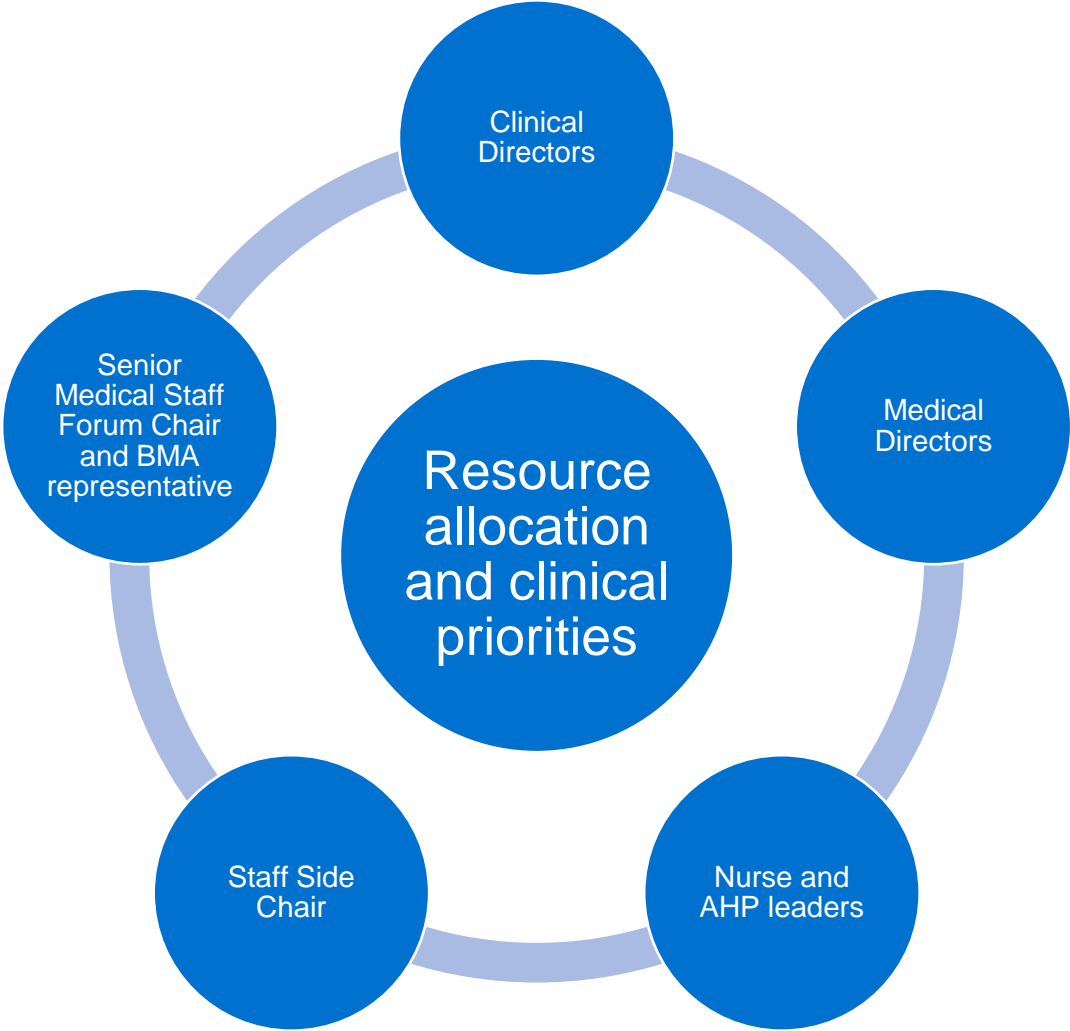 Clinical
Directors
Medical
Directors
Nurse and
AHP leaders
Staff Side
Chair
Senior
Medical Staff
Forum Chair
and BMA
representative
Resource
allocation
and clinical
priorities